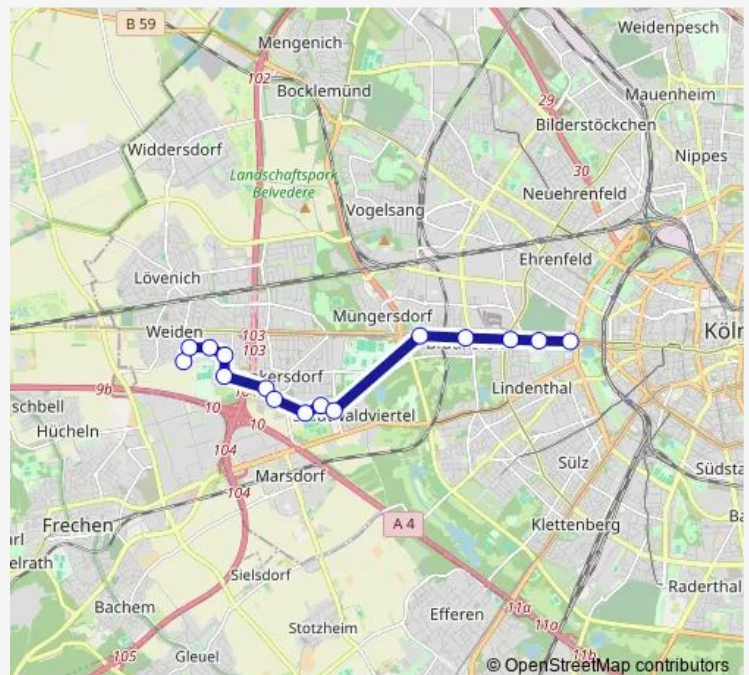 B 59
Mengenich
Weidenpesch
102
Bocklemünd
29
Mauenheim
Bilderstöckchen
Widdersdorf
Nippes
30
Landschaftspark
Belvedere
Neuehrenfeld
Vogelsang
Ehrenfeld
Lövenich
Müngersdorf
Weiden
103
103
Köln
9b
schbell
10
10
Lindenthal
Hücheln
104
Sülz
Südsta
Marsdorf
104
A 4
Klettenberg
Frechen
elrath
Sielsdorf
Raderthal
Bachem
Efferen
11a
11a
Stotzheim
105
Gleuel
11b
© OpenStreetMap contributors